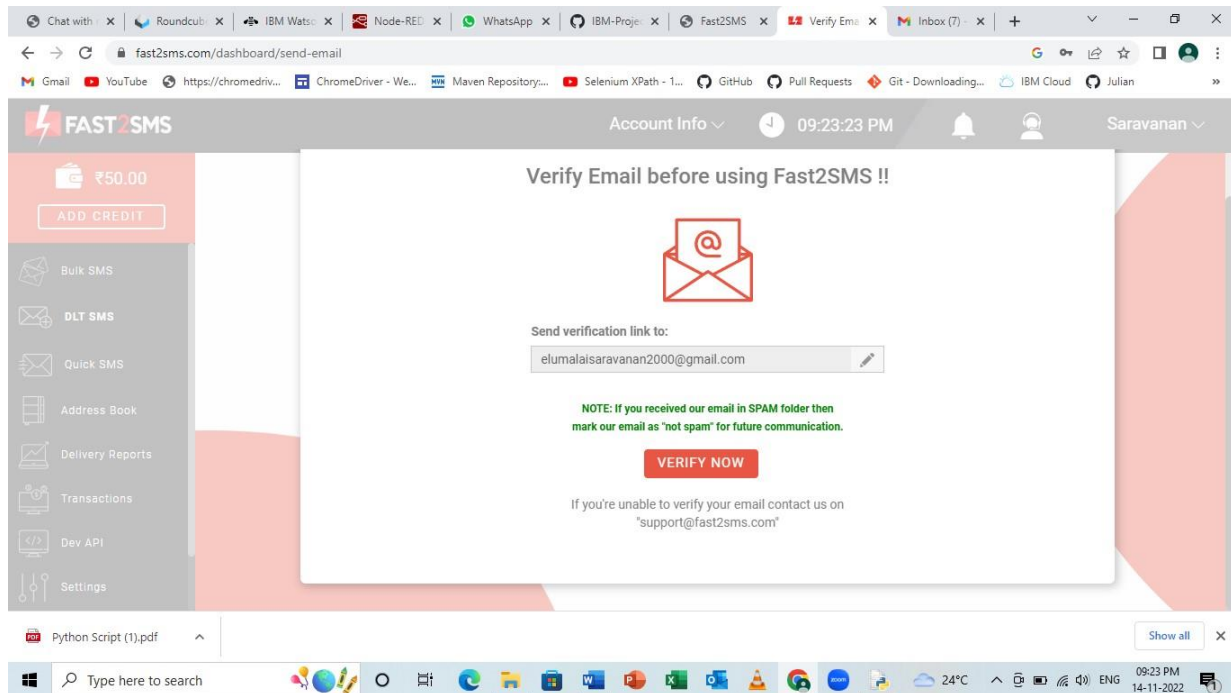 Chat with
Roundcub
IBM Watso
Node-RED
WhatsApp
IBM-Projec
Fast2SMS
Verify Ema
Inbox (7) -
fast2sms.com/dashboard/send-email
Gmail
YouTube
https://chromedriv...
ChromeDriver - We...
Maven Repository:...
Selenium XPath - 1...
GitHub
Pull Requests
Git - Downloading...
IBM Cloud
Julian
»
FAST2SMS
Account Info
09:23:23 PM
Saravanan
₹50.00
ADD CREDIT
Bulk SMS
DLT SMS
Quick SMS
Address Book
Delivery Reports
Transactions
Dev API
Settings
Verify Email before using Fast2SMS !!
@
Send verification link to:
elumalaisaravanan2000@gmail.com
NOTE: If you received our email in SPAM folder then
mark our email as "not spam" for future communication.
VERIFY NOW
If you're unable to verify your email contact us on
"support@fast2sms.com"
PDF
Python Script (1).pdf
Show all
Type here to search
zoom
24°C
ENG
09:23 PM
14-11-2022